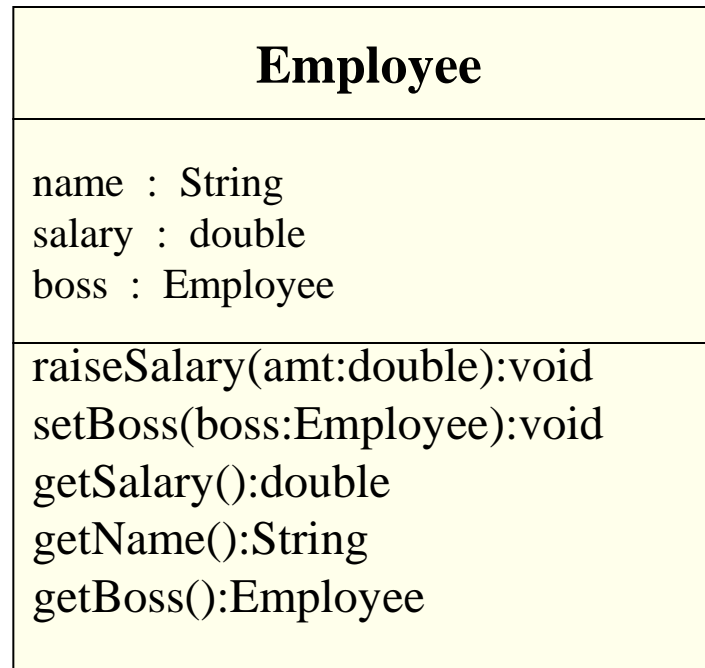 Employee
name : String
salary : double
boss : Employee
raiseSalary(amt:double):void
setBoss(boss:Employee):void
getSalary():double
getName():String
getBoss():Employee